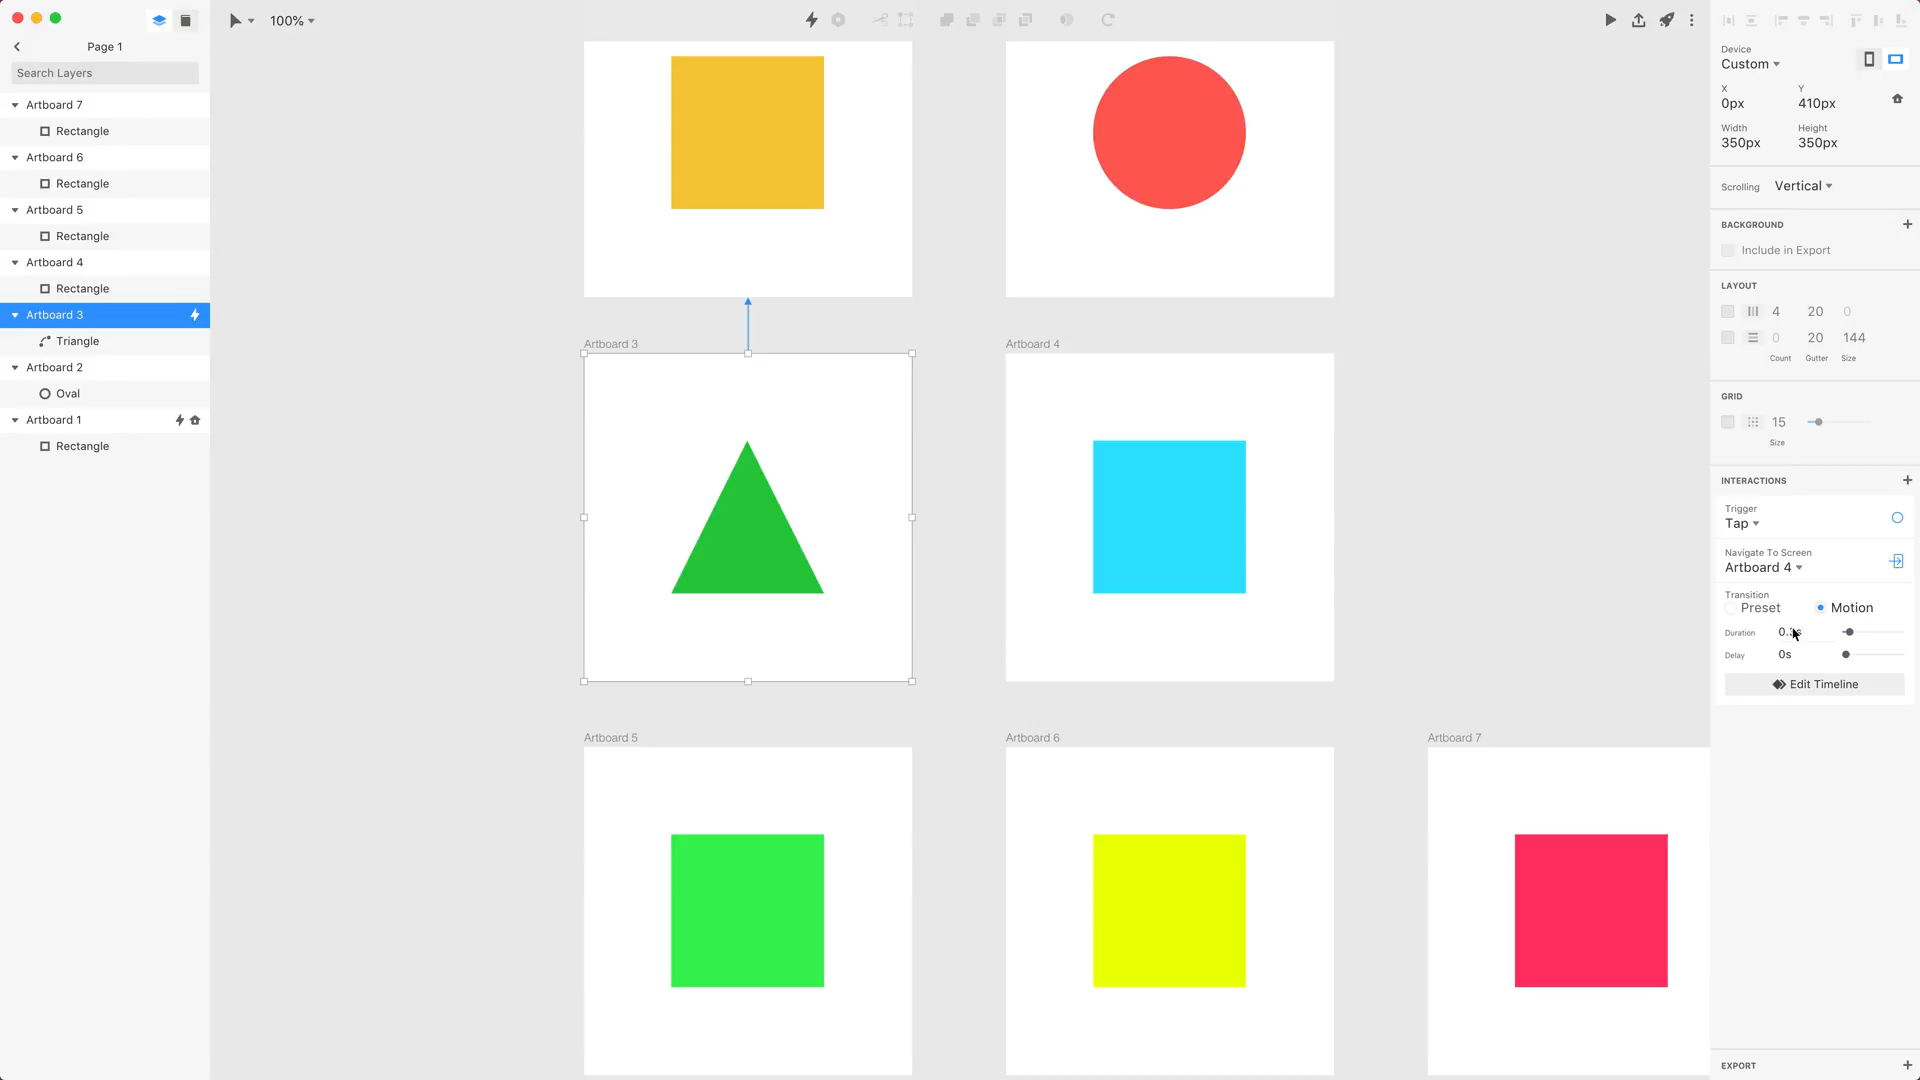 100%
Page 1
Search Layers
Artboard 7
Rectangle
Artboard 6
Rectangle
Artboard 5
Rectangle
Artboard 4
Rectangle
Artboard 3
Triangle
Artboard 2
Oval
Artboard 1
Rectangle
Artboard 3
Artboard 4
Artboard 5
Artboard 6
Artboard 7
Device
Custom
X Y
0px 410px
Width Height
350px 350px
Scrolling Vertical
BACKGROUND
Include in Export
LAYOUT
4 20 0
0 20 144
Count Gutter Size
GRID
15
Size
INTERACTIONS
Trigger
Tap
Navigate To Screen
Artboard 4
Transition
Preset Motion
Duration
Delay 0s
Edit Timeline
EXPORT